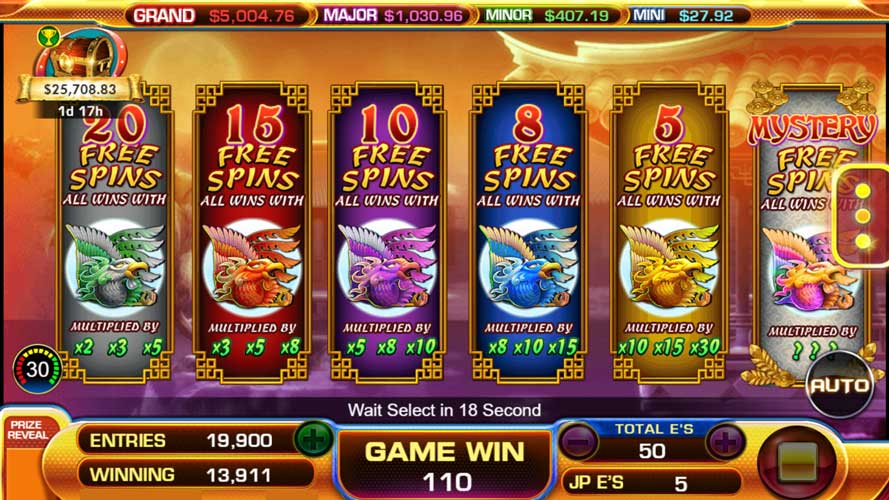 GRAND $5,004.76 MAJOR $1,030.96 MINOR $407.19 MINI $27.92
$25,708.83
1d 17h
20
FREE
SPINS
ALL WINS WITH
MULTIPLIED BY
x2 x3 x5
15
FREE
SPINS
ALL WINS WITH
MULTIPLIED BY
x3 x5 x8
10
FREE
SPINS
ALL WINS WITH
MULTIPLIED BY
x5 x8 x10
8
FREE
SPINS
ALL WINS WITH
MULTIPLIED BY
x8 x10 x15
5
FREE
SPINS
ALL WINS WITH
MULTIPLIED BY
x10 x15 x30
MYSTERY
FREE
SPINS
ALL WINS WITH
MULTIPLIED BY
? ? ?
30
AUTO
Wait Select in 18 Second
PRIZE
REVEAL
ENTRIES 19,900
WINNING 13,911
GAME WIN
110
TOTAL E'S
50
JP E'S 5